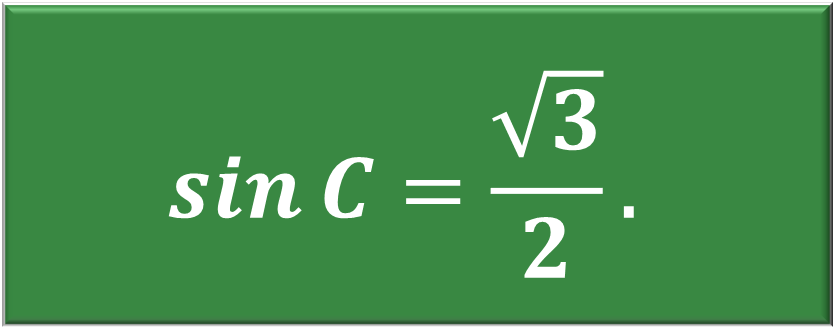 sin C = √3/2 .